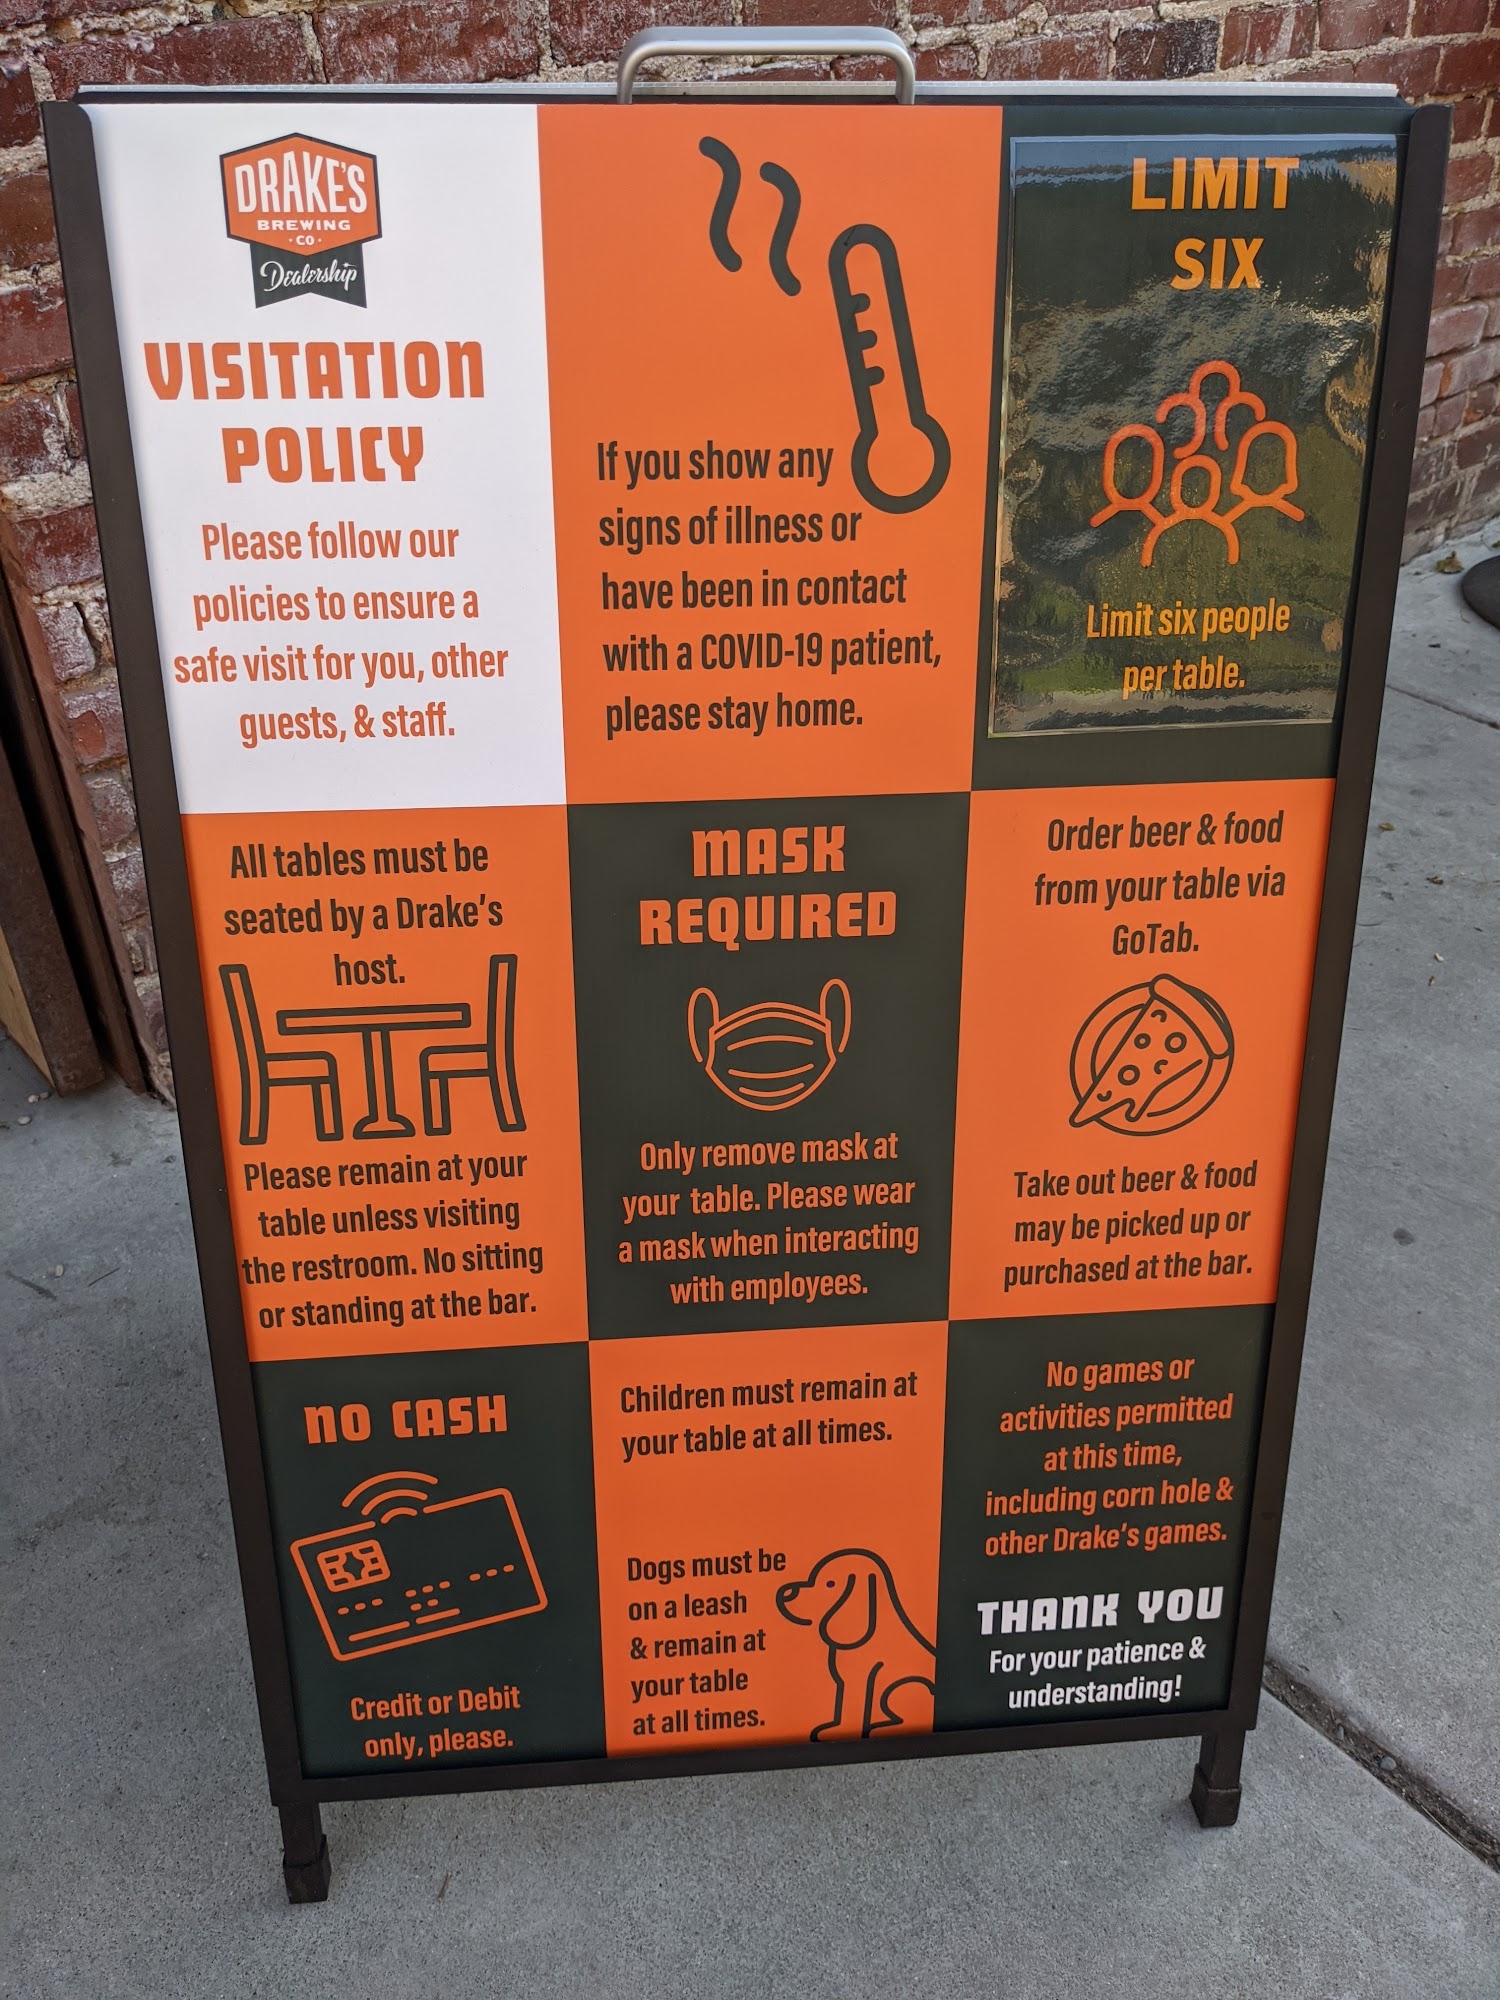 DRAKE'S
BREWING
·CO·
Dealership
VISITATION
POLICY
Please follow our
policies to ensure a
safe visit for you, other
guests, & staff.
If you show any
signs of illness or
have been in contact
with a COVID-19 patient,
please stay home.
LIMIT
SIX
Limit six people
per table.
All tables must be
seated by a Drake's
host.
Please remain at your
table unless visiting
the restroom. No sitting
or standing at the bar.
MASK
REQUIRED
Only remove mask at
your table. Please wear
a mask when interacting
with employees.
Order beer & food
from your table via
GoTab.
Take out beer & food
may be picked up or
purchased at the bar.
NO CASH
Credit or Debit
only, please.
Children must remain at
your table at all times.
Dogs must be
on a leash
& remain at
your table
at all times.
No games or
activities permitted
at this time,
including corn hole &
other Drake's games.
THANK YOU
For your patience &
understanding!